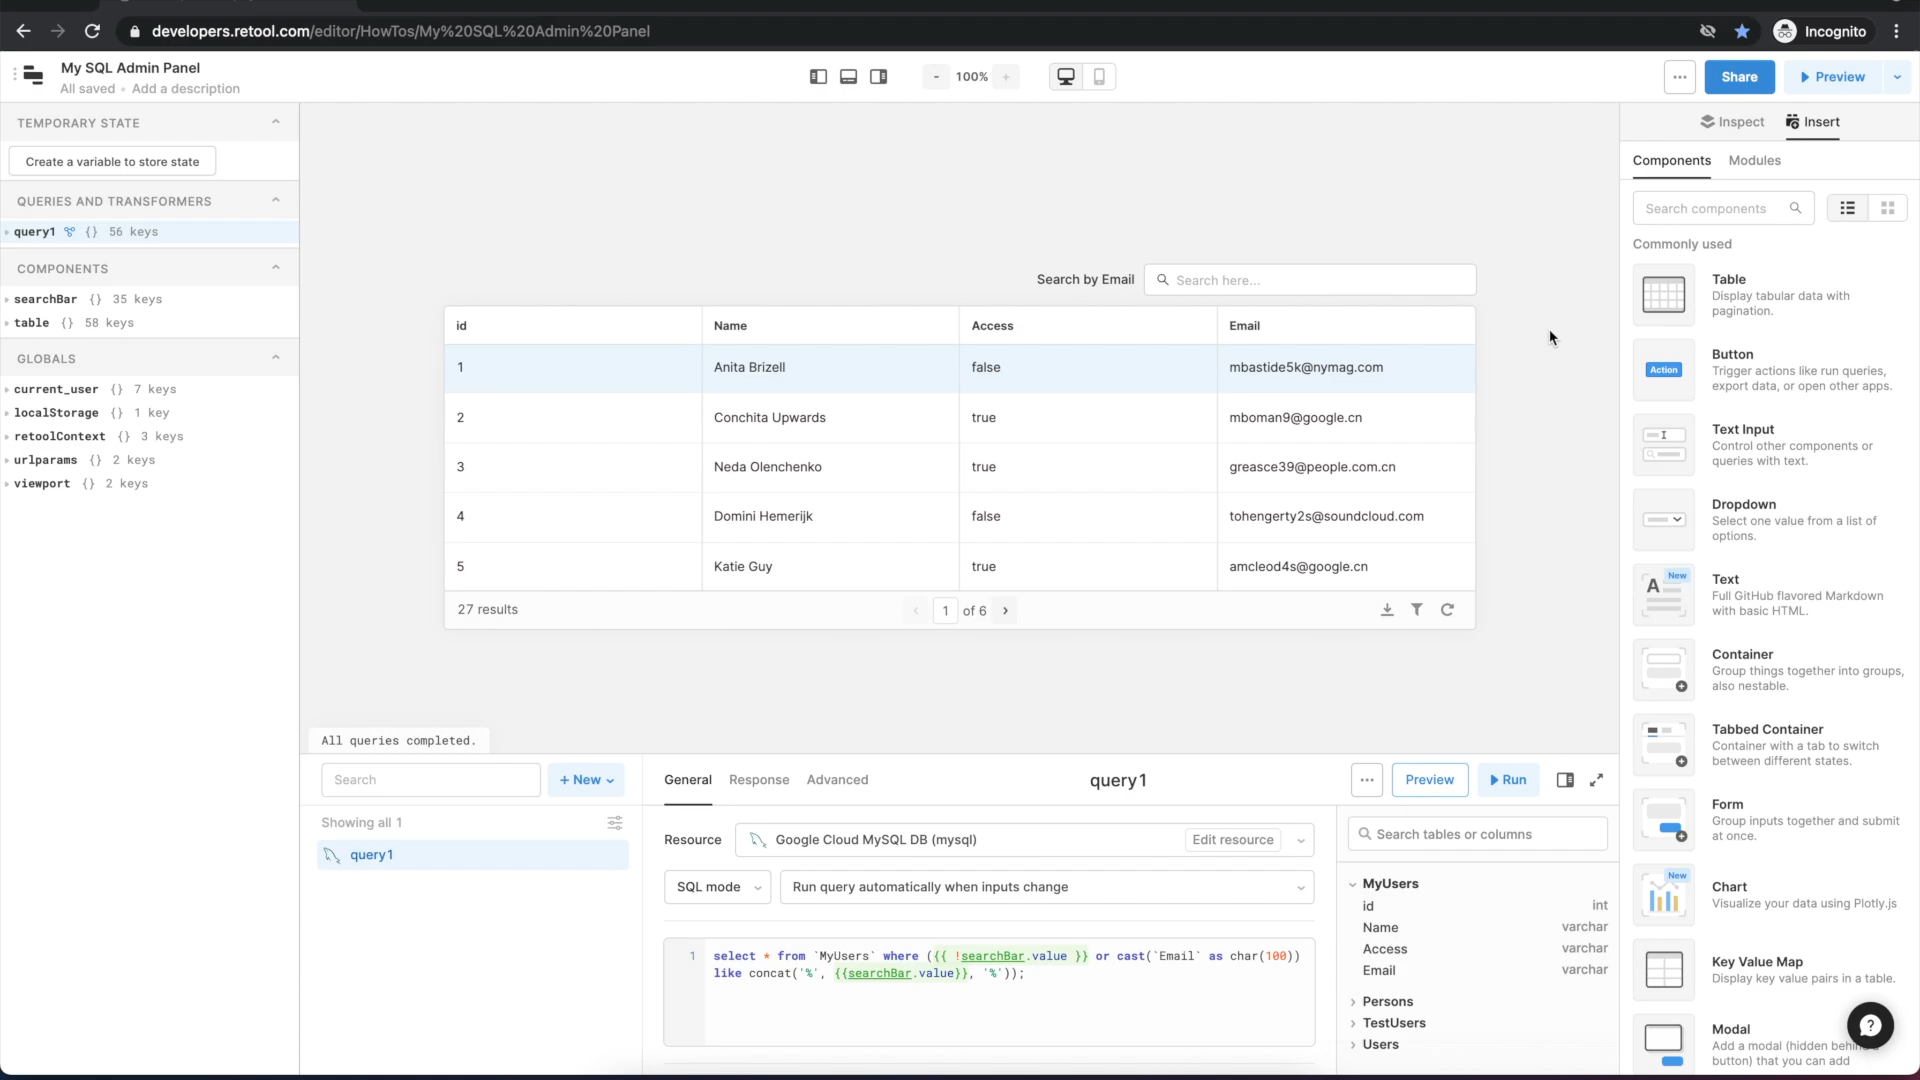 developers.retool.com/editor/HowTos/My%20SQL%20Admin%20Panel
Incognito
My SQL Admin Panel
All saved • Add a description
- 100% +
Share
Preview
TEMPORARY STATE
Create a variable to store state
QUERIES AND TRANSFORMERS
query1 {} 56 keys
COMPONENTS
searchBar {} 35 keys
table {} 58 keys
GLOBALS
current_user {} 7 keys
localStorage {} 1 key
retoolContext {} 3 keys
urlparams {} 2 keys
viewport {} 2 keys
Search by Email
Search here...
id Name Access Email
1 Anita Brizell false mbastide5k@nymag.com
2 Conchita Upwards true mboman9@google.cn
3 Neda Olenchenko true greasce39@people.com.cn
4 Domini Hemerijk false tohengerty2s@soundcloud.com
5 Katie Guy true amcleod4s@google.cn
27 results
1 of 6
All queries completed.
Search
+ New
Showing all 1
query1
General Response Advanced
query1
Preview
Run
Resource
Google Cloud MySQL DB (mysql)
Edit resource
SQL mode
Run query automatically when inputs change
1 select * from `MyUsers` where ({{ !searchBar.value }} or cast(`Email` as char(100))
like concat('%', {{searchBar.value}}, '%'));
Search tables or columns
MyUsers
id int
Name varchar
Access varchar
Email varchar
Persons
TestUsers
Users
Inspect
Insert
Components
Modules
Search components
Commonly used
Table
Display tabular data with
pagination.
Action
Button
Trigger actions like run queries,
export data, or open other apps.
Text Input
Control other components or
queries with text.
Dropdown
Select one value from a list of
options.
New
A
Text
Full GitHub flavored Markdown
with basic HTML.
Container
Group things together into groups,
also nestable.
Tabbed Container
Container with a tab to switch
between different states.
Form
Group inputs together and submit
at once.
New
Chart
Visualize your data using Plotly.js
Key Value Map
Display key value pairs in a table.
Modal
Add a modal (hidden behind a
button) that you can add
?